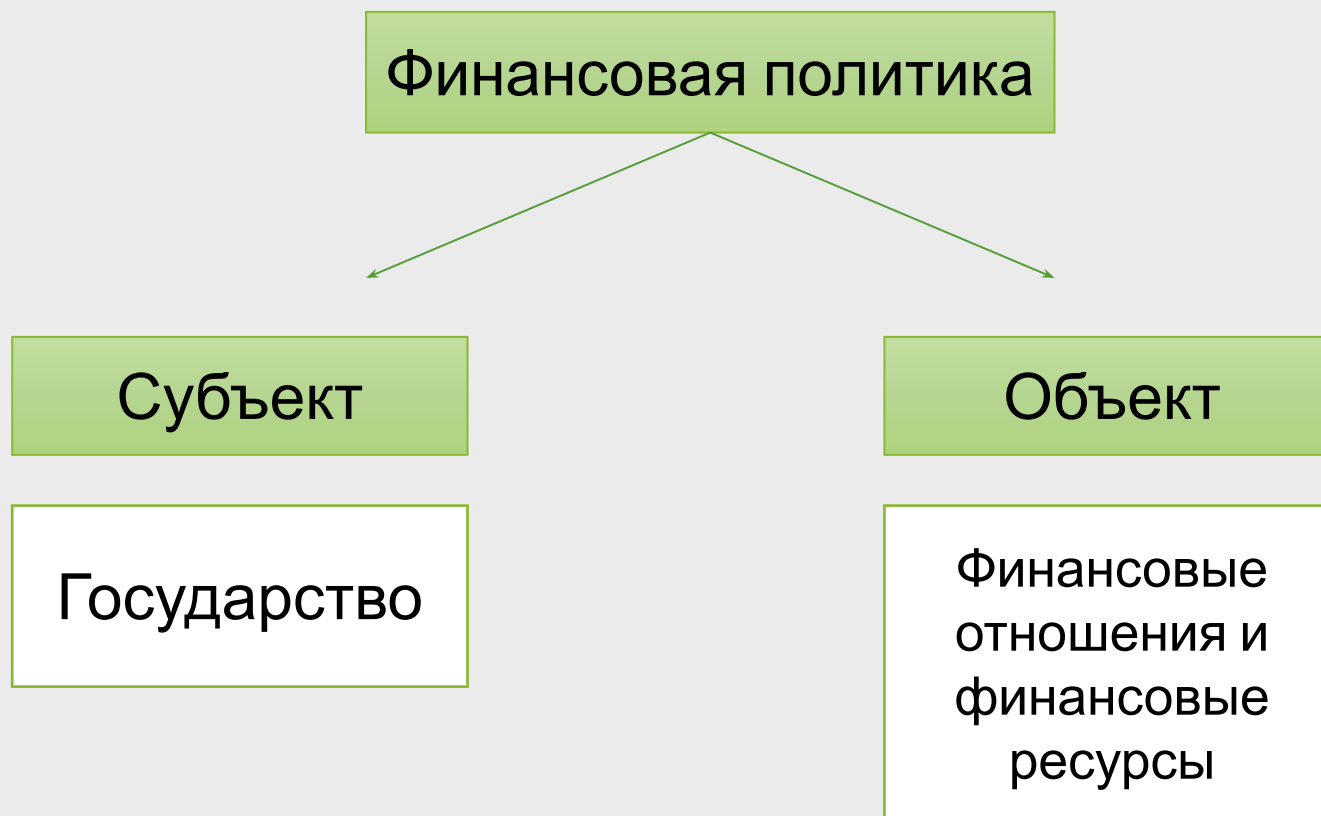 Финансовая политика
Субъект
Объект
Государство
Финансовые
отношения и
финансовые
ресурсы